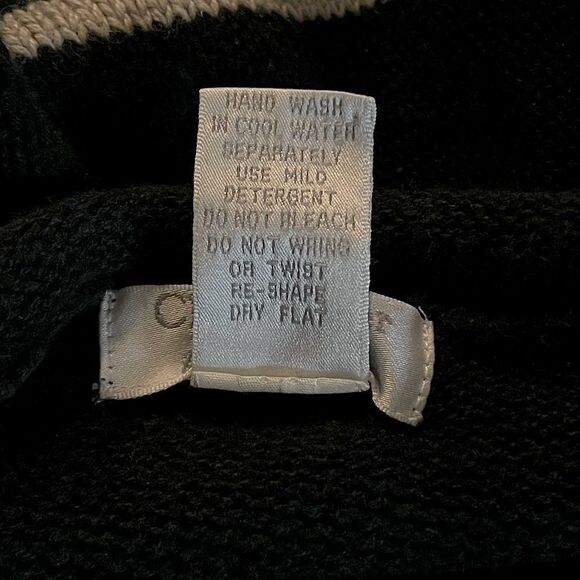 HAND WASH
IN COOL WATER
SEPARATELY
USE MILD
DETERGENT
DO NOT BLEACH
DO NOT WRING
OR TWIST
RE-SHAPE
DRY FLAT